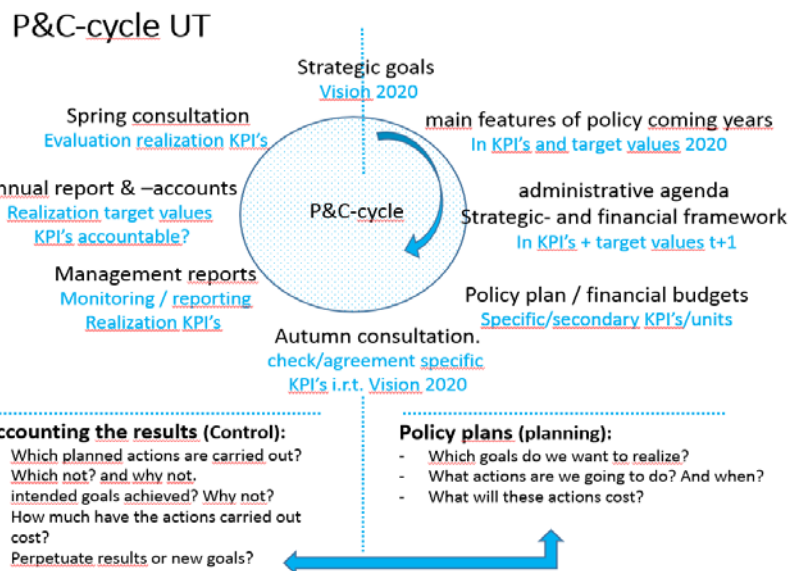 P&C-cycle UT
Strategic goals
Vision 2020
main features of policy coming years
In KPI's and target values 2020
administrative agenda
Strategic- and financial framework
In KPI's + target values t+1
Policy plan / financial budgets
Specific/secondary KPI's/units
Autumn consultation.
check/agreement specific
KPI's i.r.t. Vision 2020
Management reports
Monitoring / reporting
Realization KPI's
nnual report & –accounts
Realization target values
KPI's accountable?
Spring consultation
Evaluation realization KPI's
P&C-cycle
ccounting the results (Control):
Which planned actions are carried out?
Which not? and why not.
intended goals achieved? Why not?
How much have the actions carried out
cost?
Perpetuate results or new goals?
Policy plans (planning):
- Which goals do we want to realize?
- What actions are we going to do? And when?
- What will these actions cost?